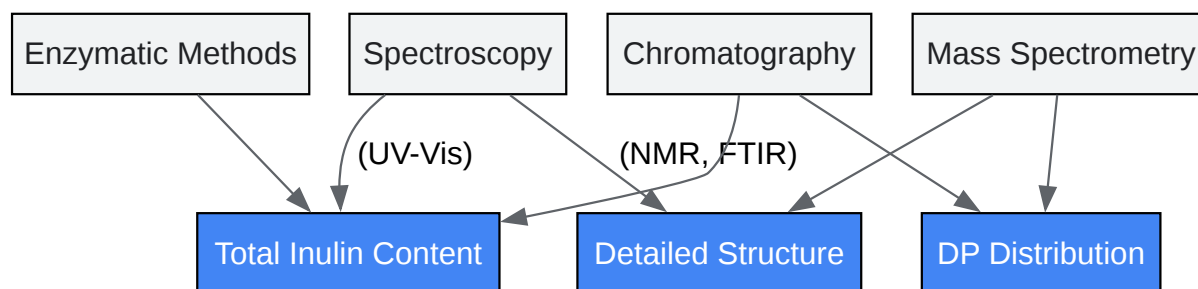 Enzymatic Methods
Spectroscopy
Chromatography
Mass Spectrometry
(UV-Vis)
(NMR, FTIR)
Total Inulin Content
Detailed Structure
DP Distribution